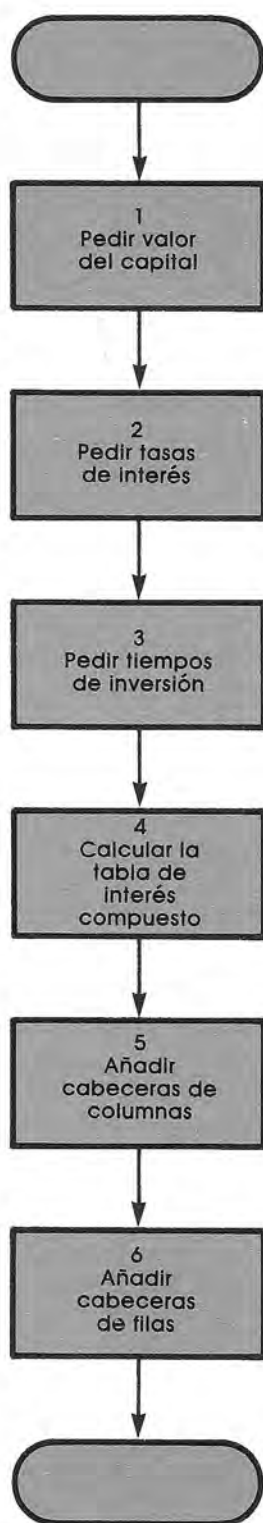 1
Pedir valor
del capital
2
Pedir tasas
de interés
3
Pedir tiempos
de inversión
4
Calcular la
tabla de
interés
compuesto
5
Añadir
cabeceras de
columnas
6
Añadir
cabeceras
de filas